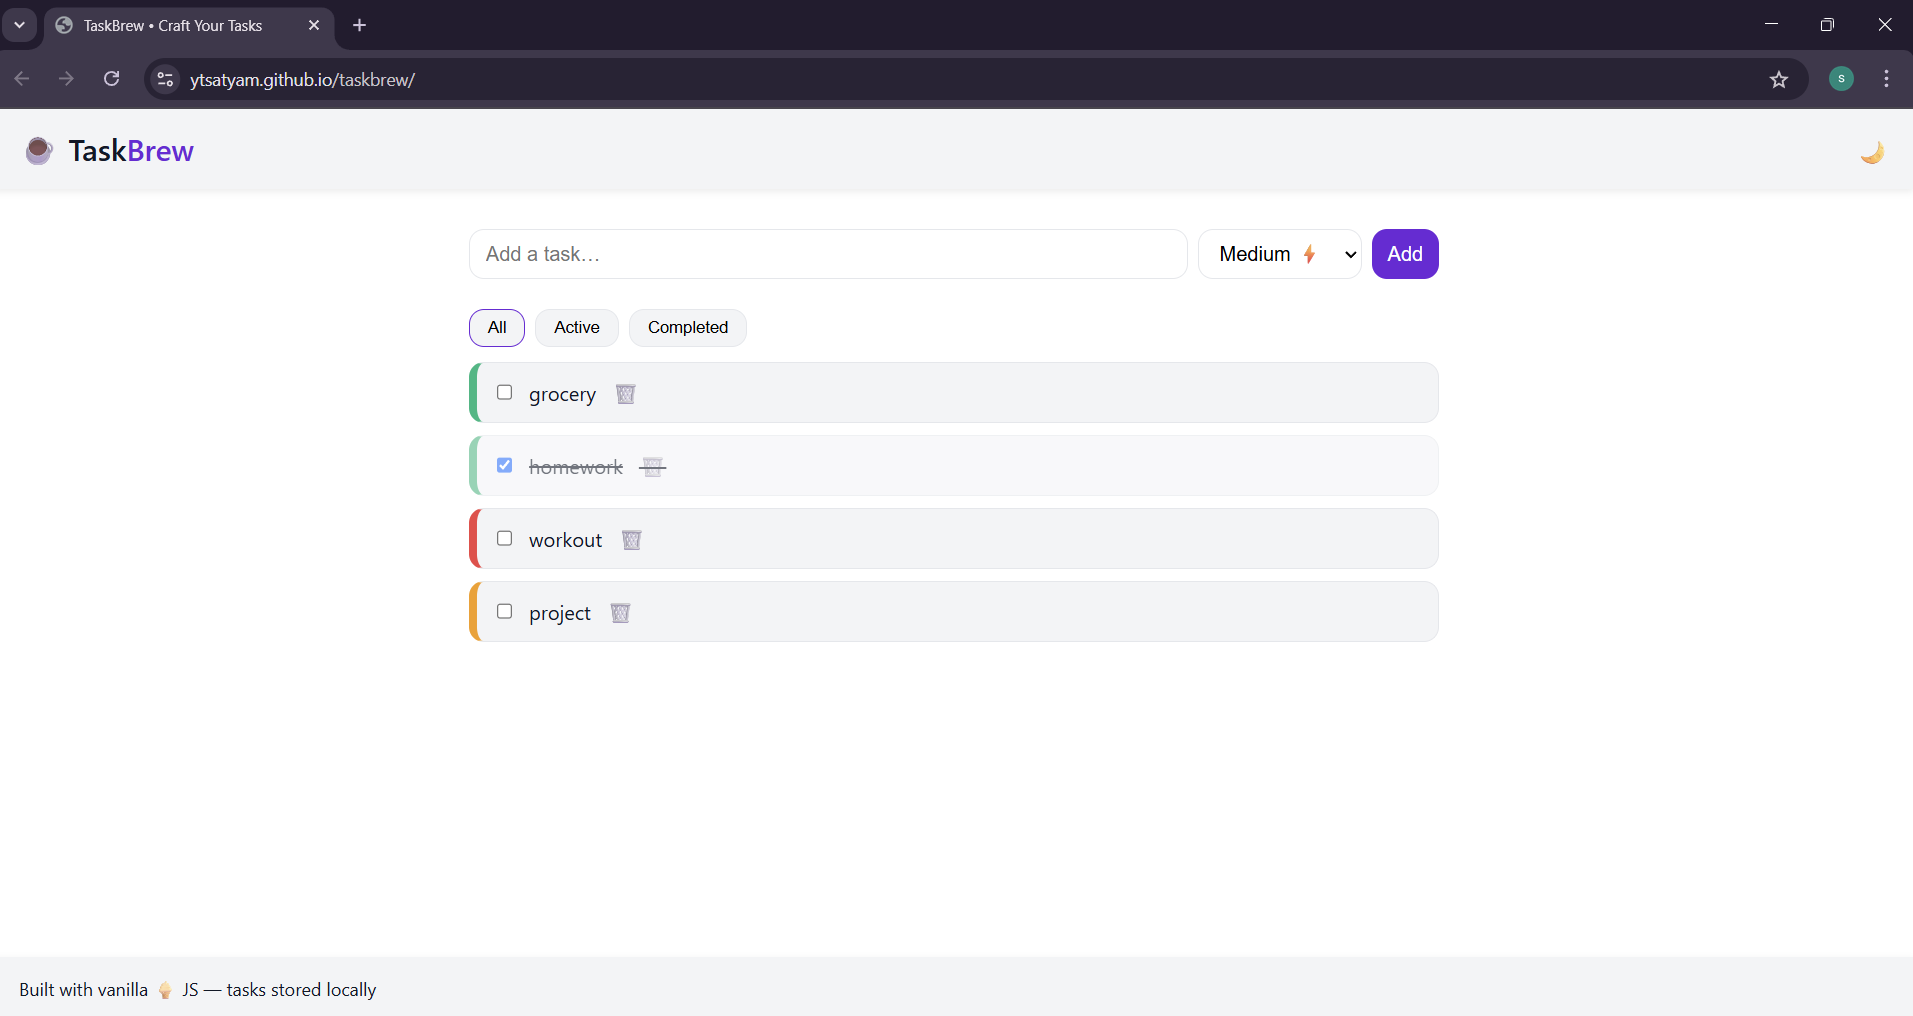 TaskBrew • Craft Your Tasks
ytsatyam.github.io/taskbrew/
S
TaskBrew
Add a task…
Medium
Add
All
Active
Completed
grocery
homework
workout
project
Built with vanilla 🍦 JS — tasks stored locally